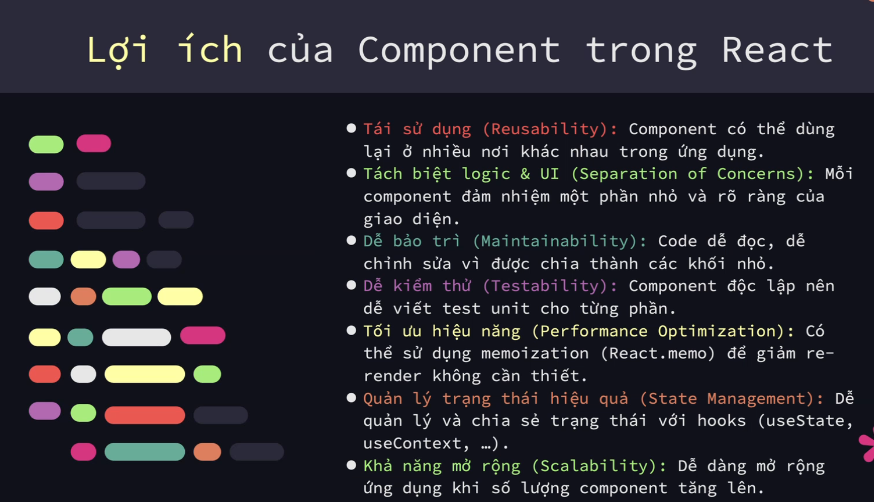 Lợi ích của Component trong React
Tái sử dụng (Reusability): Component có thể dùng
lại ở nhiều nơi khác nhau trong ứng dụng.
Tách biệt logic & UI (Separation of Concerns): Mỗi
component đảm nhiệm một phần nhỏ và rõ ràng của
giao diện.
Dễ bảo trì (Maintainability): Code dễ đọc, dễ
chỉnh sửa vì được chia thành các khối nhỏ.
Dễ kiểm thử (Testability): Component độc lập nên
dễ viết test unit cho từng phần.
Tối ưu hiệu năng (Performance Optimization): Có
thể sử dụng memoization (React.memo) để giảm re-
render không cần thiết.
Quản lý trạng thái hiệu quả (State Management): Dễ
quản lý và chia sẻ trạng thái với hooks (useState,
useContext, …).
Khả năng mở rộng (Scalability): Dễ dàng mở rộng
ứng dụng khi số lượng component tăng lên.